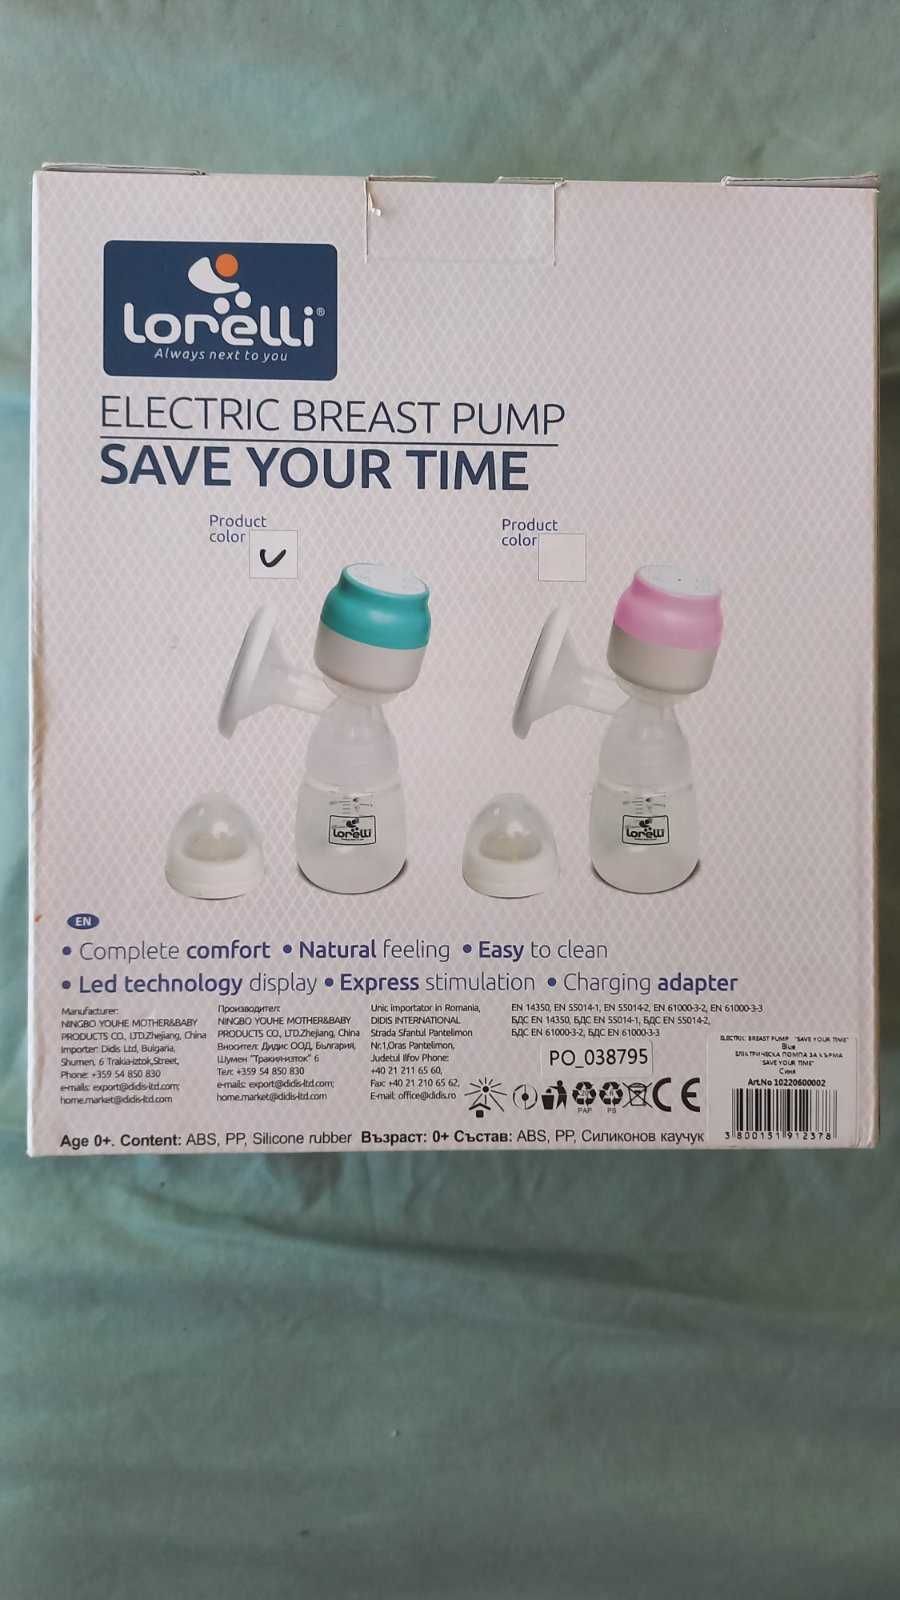 Lorelli®
Always next to you
ELECTRIC BREAST PUMP
SAVE YOUR TIME
Product
color
Product
color
Lorelli
Lorelli
EN
• Complete comfort • Natural feeling • Easy to clean
• Led technology display • Express stimulation • Charging adapter
Manufacturer:
NINGBO YOUHE MOTHER&BABY
PRODUCTS CO., LTD.Zhejiang, China
Importer: Didis Ltd, Bulgaria,
Shumen, 6 Trakia-iztok,Street,
Phone: +359 54 850 830
e-mails: export@didis-ltd.com;
home.market@didis-ltd.com
Производител:
NINGBO YOUHE MOTHER&BABY
PRODUCTS CO., LTD.Zhejiang, China
Вносител: Дидис ООД, България,
Шумен "Тракия-изток" 6
Тел: +359 54 850 830
e-mails: export@didis-ltd.com;
home.market@didis-ltd.com
Unic importator in Romania,
DIDIS INTERNATIONAL
Strada Sfantul Pantelimon
Nr.1,Oras Pantelimon,
Judetul Ilfov Phone:
+40 21 211 65 60,
Fax: +40 21 210 65 62,
E-mail: office@didis.ro
EN 14350, EN 55014-1, EN 55014-2, EN 61000-3-2, EN 61000-3-3
БДС EN 14350, БДС EN 55014-1, БДС EN 55014-2,
БДС EN 61000-3-2, БДС EN 61000-3-3
PO_038795
PAP
PS
CE
ELECTRIC BREAST PUMP "SAVE YOUR TIME"
Blue
ЕЛЕКТРИЧЕСКА ПОМПА ЗА КЪРМА
"SAVE YOUR TIME"
Синя
Art.No 10220600002
3 800151 912378
Age 0+. Content: ABS, PP, Silicone rubber Възраст: 0+ Състав: ABS, PP, Силиконов каучук